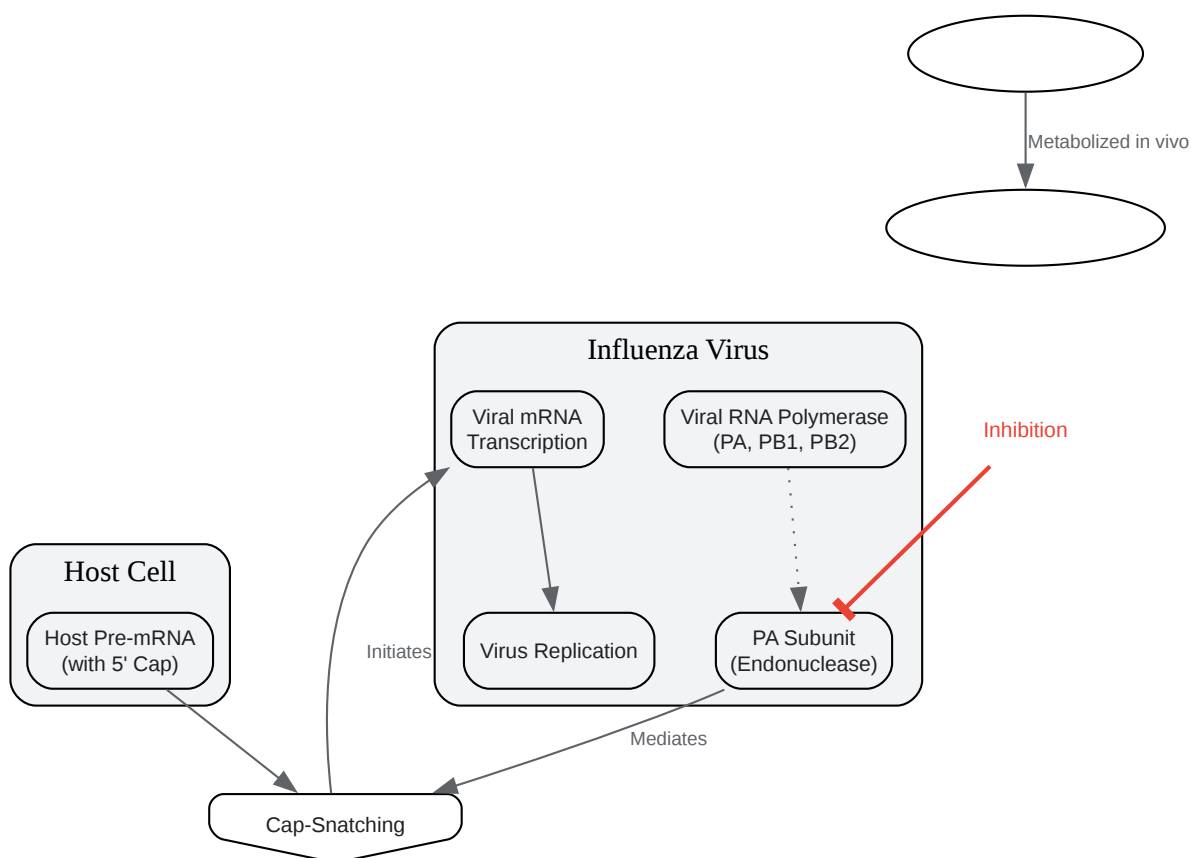 Metabolized in vivo
Influenza Virus
Viral mRNA
Transcription
Viral RNA Polymerase
(PA, PB1, PB2)
Inhibition
Host Cell
Host Pre-mRNA
(with 5' Cap)
Initiates
Virus Replication
PA Subunit
(Endonuclease)
Mediates
Cap-Snatching